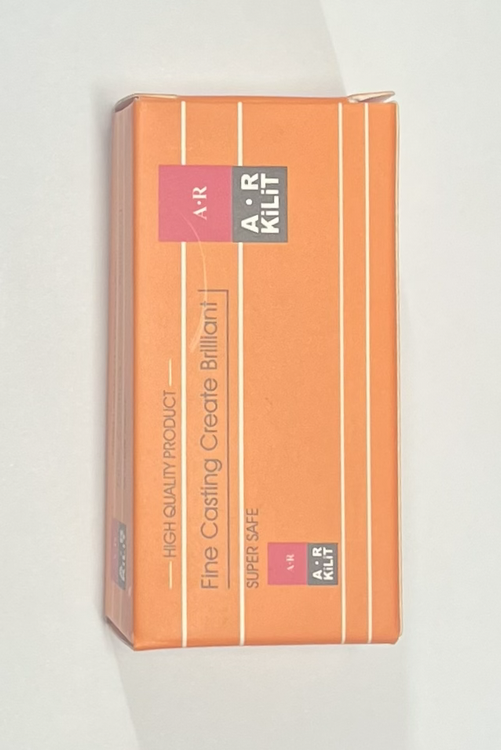 A·R
A·R
KiLiT
HIGH QUALITY PRODUCT
Fine Casting Create Brilliant
SUPER SAFE
A·R
A·R
KiLiT